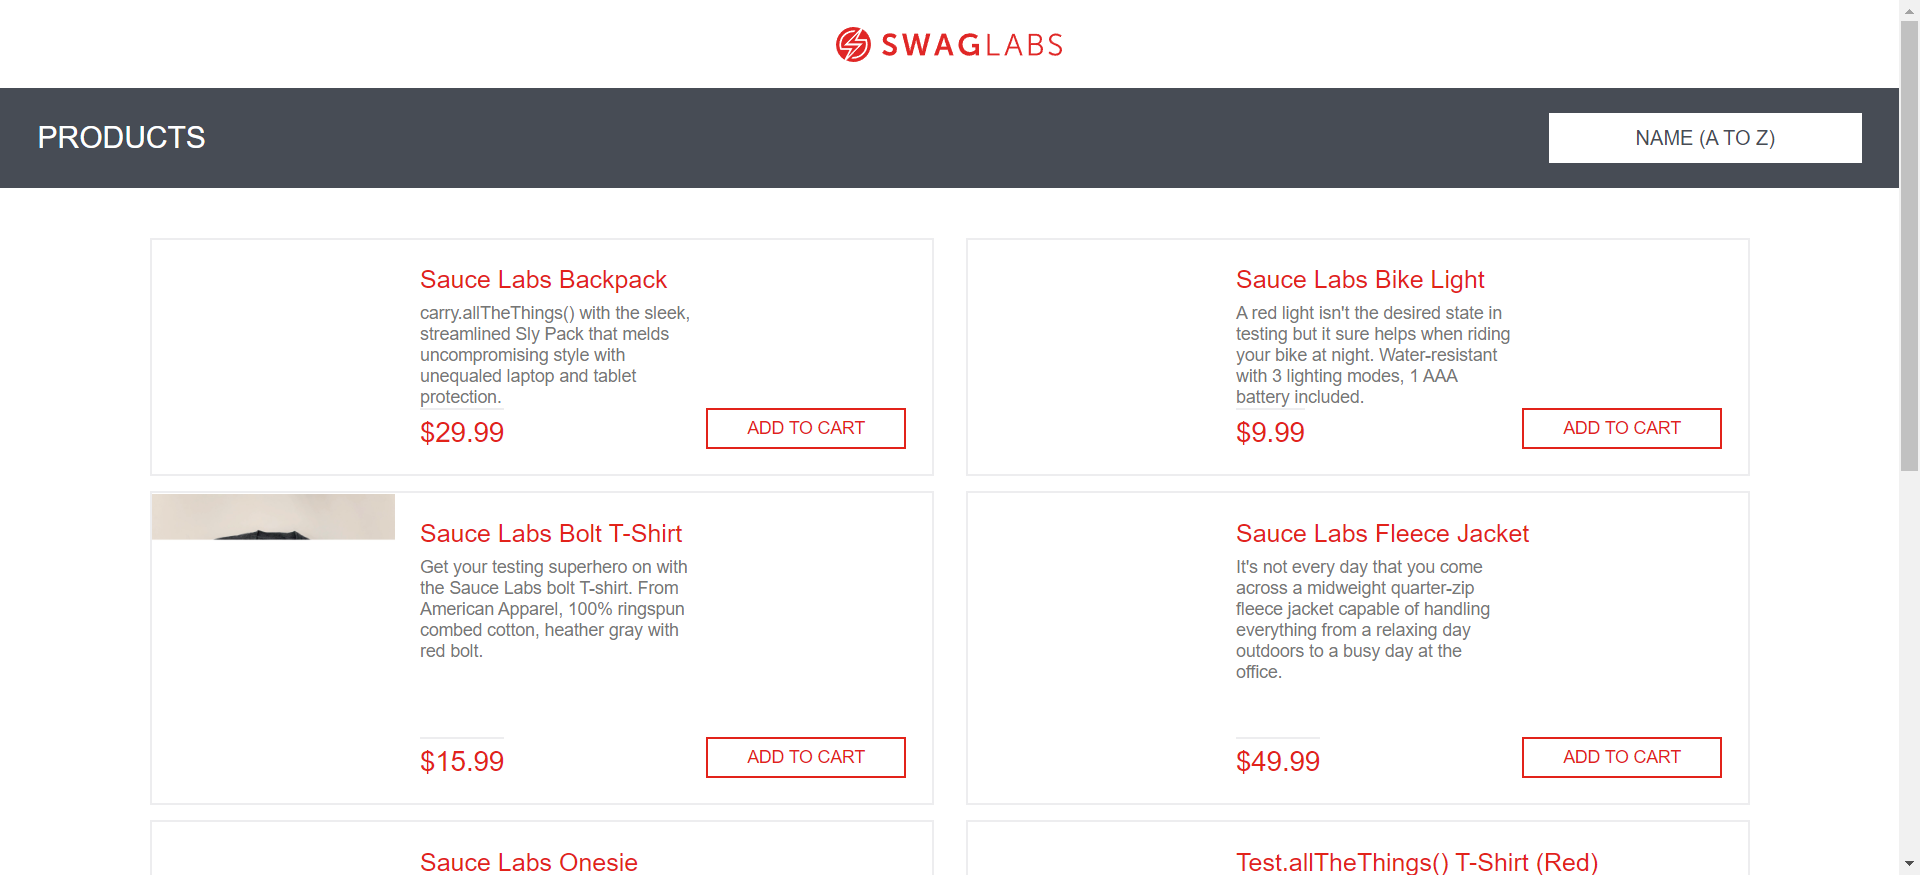 SWAGLABS
PRODUCTS
NAME (A TO Z)
Sauce Labs Backpack
carry.allTheThings() with the sleek,
streamlined Sly Pack that melds
uncompromising style with
unequaled laptop and tablet
protection.
$29.99
ADD TO CART
Sauce Labs Bike Light
A red light isn't the desired state in
testing but it sure helps when riding
your bike at night. Water-resistant
with 3 lighting modes, 1 AAA
battery included.
$9.99
ADD TO CART
Sauce Labs Bolt T-Shirt
Get your testing superhero on with
the Sauce Labs bolt T-shirt. From
American Apparel, 100% ringspun
combed cotton, heather gray with
red bolt.
$15.99
ADD TO CART
Sauce Labs Fleece Jacket
It's not every day that you come
across a midweight quarter-zip
fleece jacket capable of handling
everything from a relaxing day
outdoors to a busy day at the
office.
$49.99
ADD TO CART
Sauce Labs Onesie
Test.allTheThings() T-Shirt (Red)